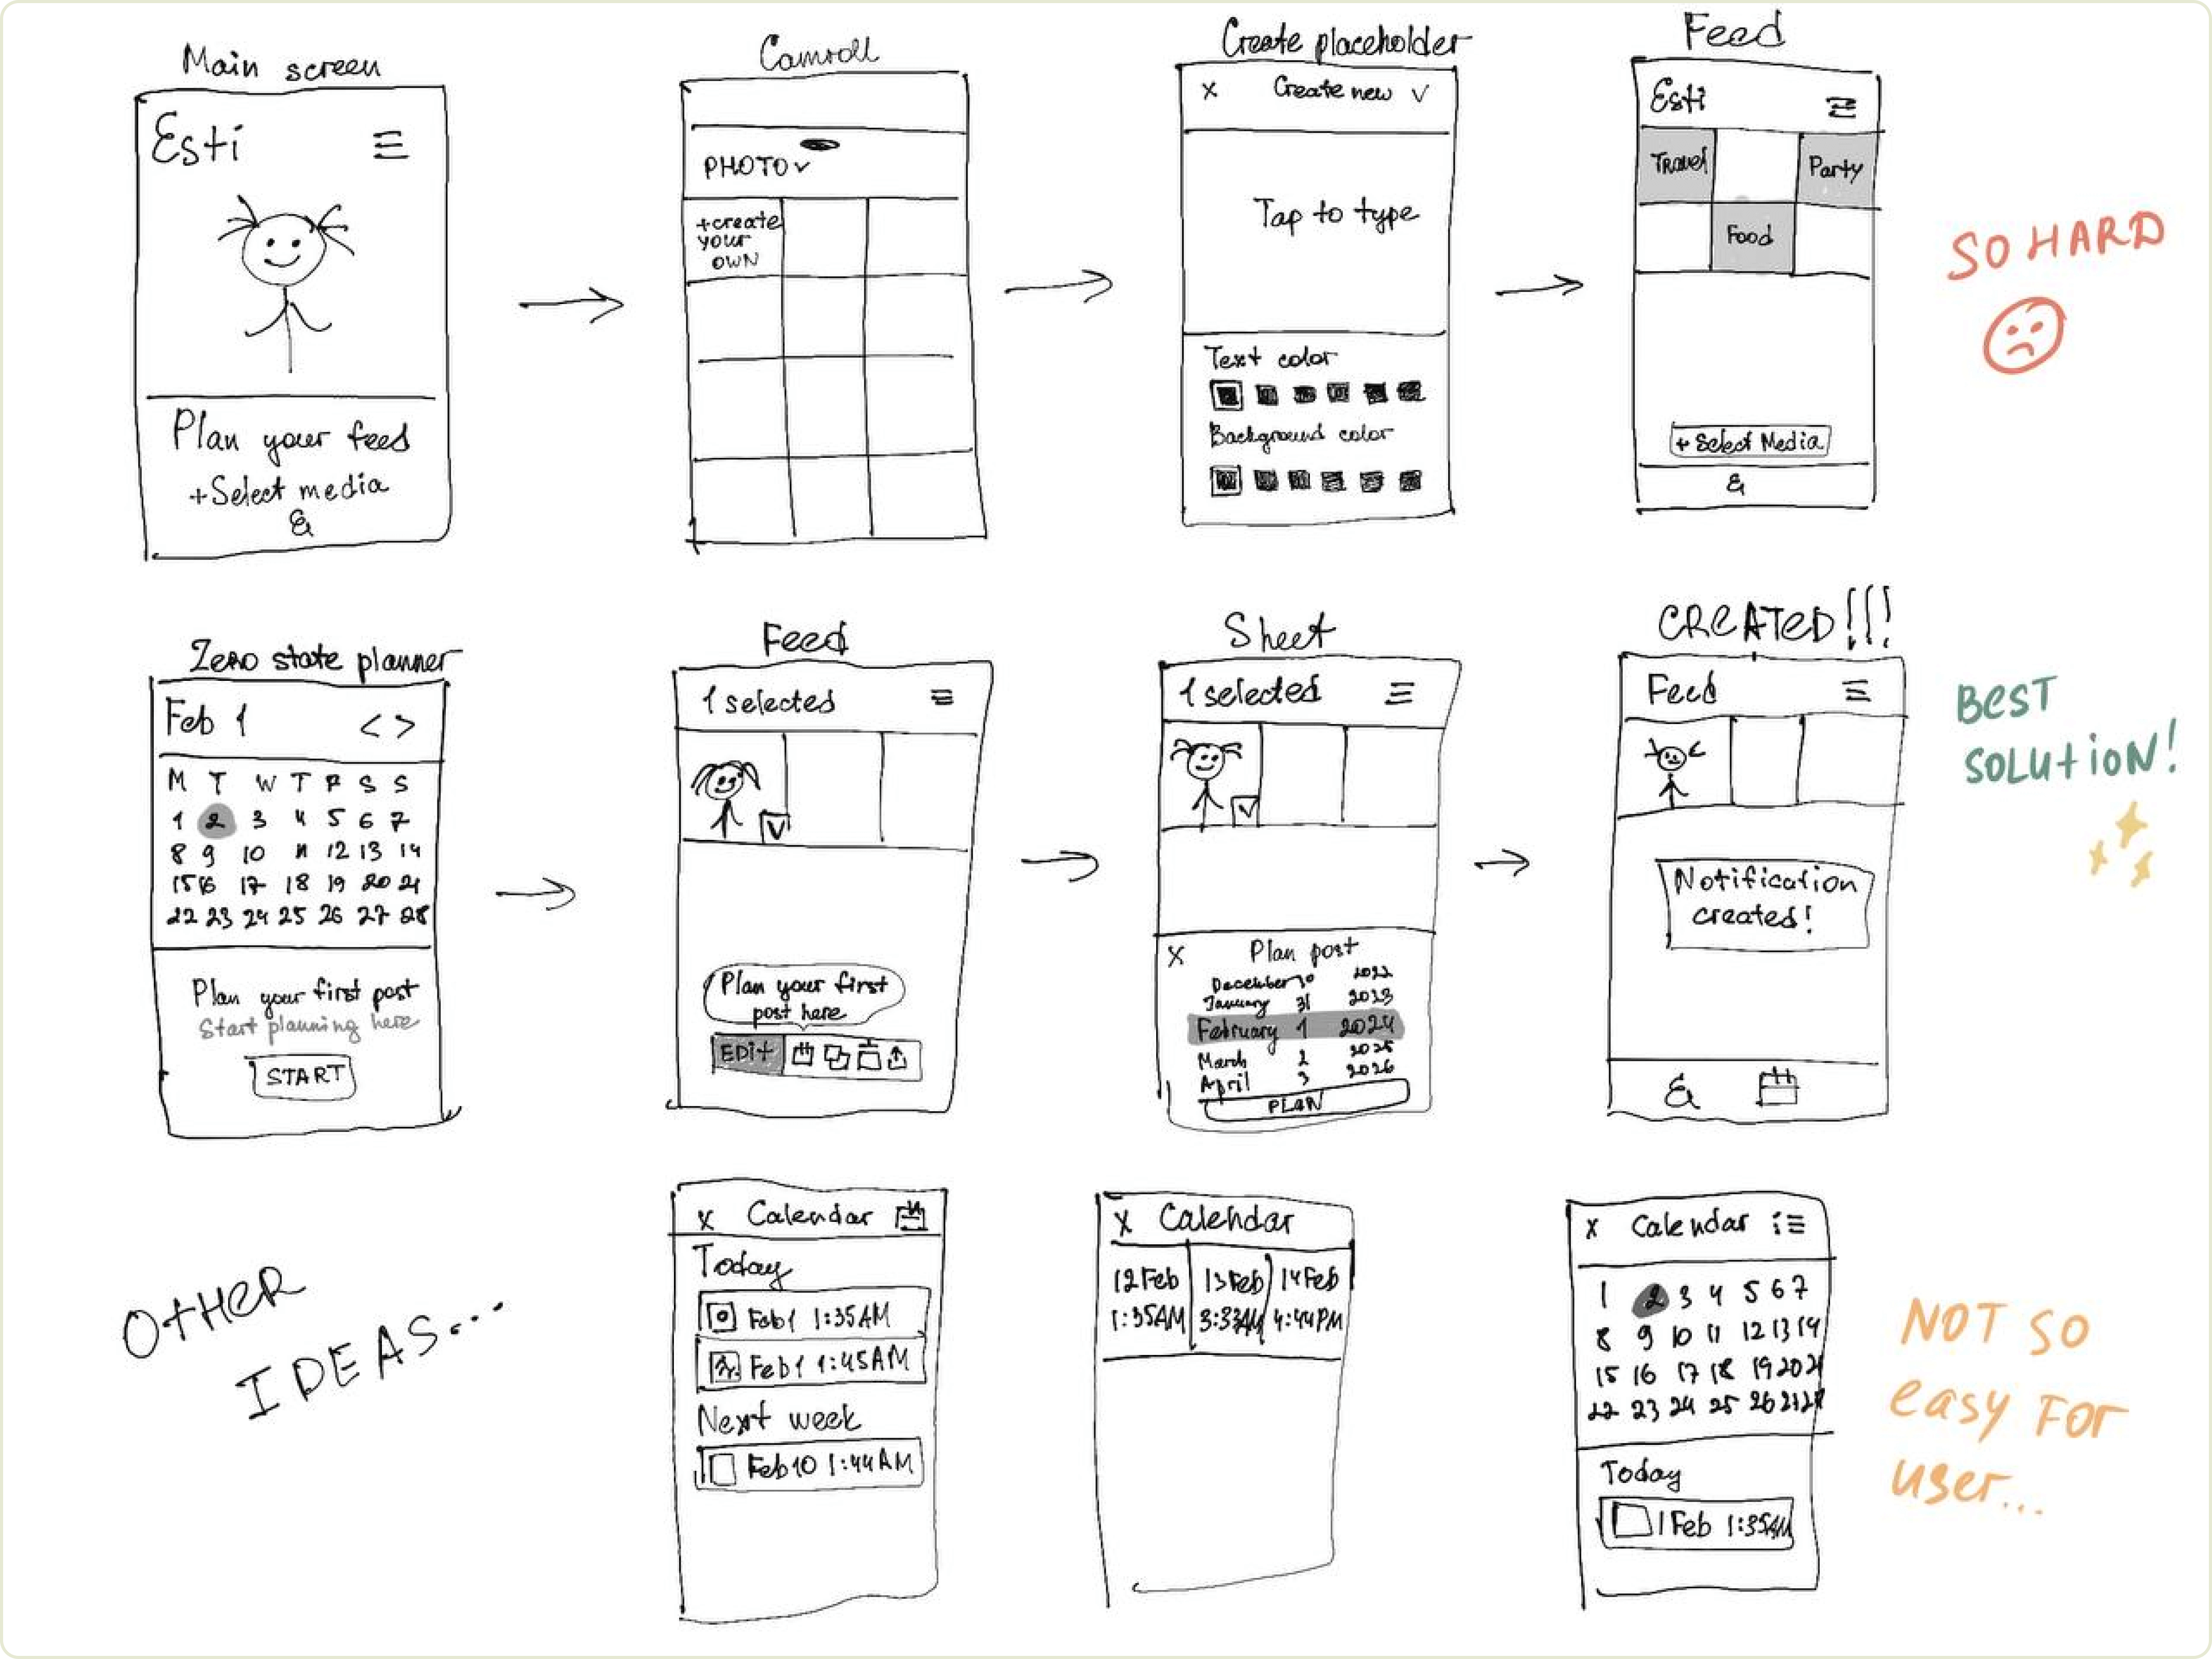 Main screen
Esti
Plan your feed
+Select media
&
Camroll
PHOTO
+create
your
own
Create placeholder
x Create new v
Tap to type
Text color
Background color
Feed
Esti
Travel
Party
Food
+ Select Media
&
SO HARD
Zero state planner
Feb 1 < >
M T W T F S S
1 2 3 4 5 6 7
8 9 10 11 12 13 14
15 16 17 18 19 20 21
22 23 24 25 26 27 28
Plan your first post
Start planning here
START
Feed
1 selected
Plan your first
post here
EDit
Sheet
1 selected
X Plan post
December 30 2022
January 31 2023
February 1 2024
March 2 2025
April 3 2026
PLAN
CREATED!!!
Feed
Notification
created!
&
BEST
SOLUtiON!
OtHER
IDEAS...
x Calendar
Today
Feb 1 1:35AM
Feb 1 1:45AM
Next week
Feb 10 1:44AM
X Calendar
12 Feb 13 Feb 14 Feb
1:35AM 3:33AM 4:44PM
x Calendar
1 2 3 4 5 6 7
8 9 10 11 12 13 14
15 16 17 18 19 20 21
22 23 24 25 26
Today
1 Feb 1:35AM
NOT SO
easy FOR
user...